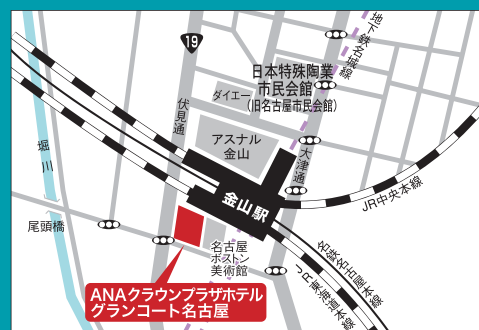 19
地下鉄名城線
日本特殊陶業
市民会館
(旧名古屋市民会館)
ダイエー
伏見通
アスナル
金山
大津通
堀川
金山駅
JR中央本線
尾頭橋
名古屋
ボストン
美術館
名鉄名古屋本線
JR東海道本線
ANAクラウンプラザホテル
グランコート名古屋